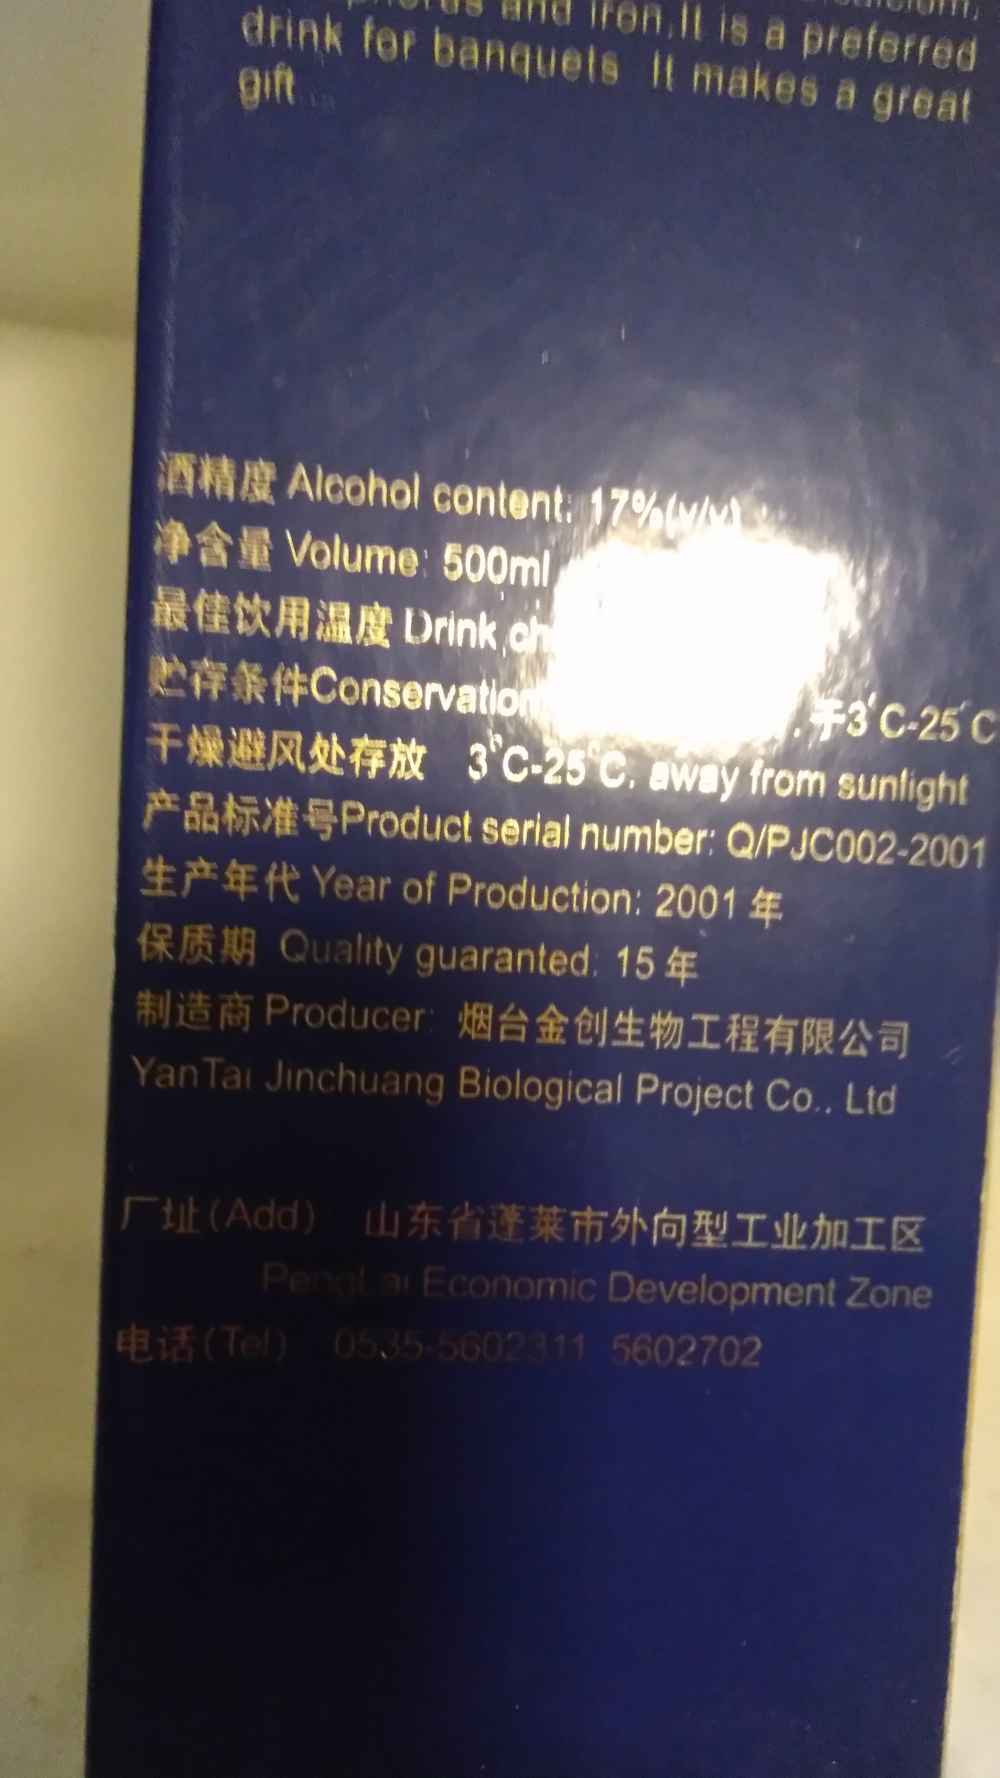 and iron,It is a preferred
drink for banquets It makes a great
gift
酒精度 Alcohol content: 17%(v/v)
净含量 Volume: 500ml
最佳饮用温度 Drink
贮存条件Conservation 于3°C-25°C
干燥避风处存放 3°C-25°C, away from sunlight
产品标准号Product serial number: Q/PJC002-2001
生产年代 Year of Production: 2001 年
保质期 Quality guaranted: 15 年
制造商 Producer: 烟台金创生物工程有限公司
YanTai Jinchuang Biological Project Co., Ltd
厂址(Add) 山东省蓬莱市外向型工业加工区
PengLai Economic Development Zone
电话(Tel) 0535-5602311 5602702